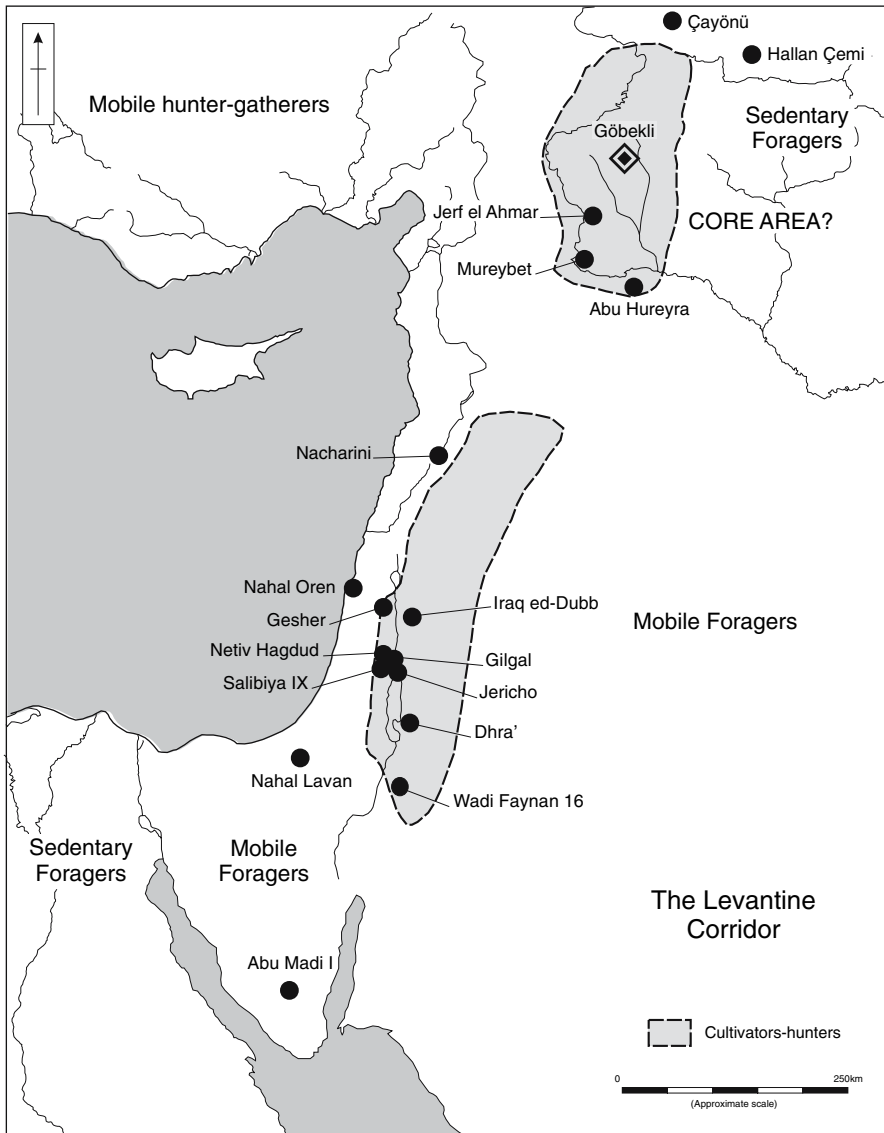 Çayönü
Hallan Çemi
Mobile hunter-gatherers
Sedentary
Foragers
Göbekli
Jerf el Ahmar
CORE AREA?
Mureybet
Abu Hureyra
Nacharini
Nahal Oren
Iraq ed-Dubb
Gesher
Mobile Foragers
Netiv Hagdud
Gilgal
Salibiya IX
Jericho
Dhra'
Nahal Lavan
Wadi Faynan 16
Sedentary
Foragers
Mobile
Foragers
The Levantine
Corridor
Abu Madi I
Cultivators-hunters
0
250km
(Approximate scale)